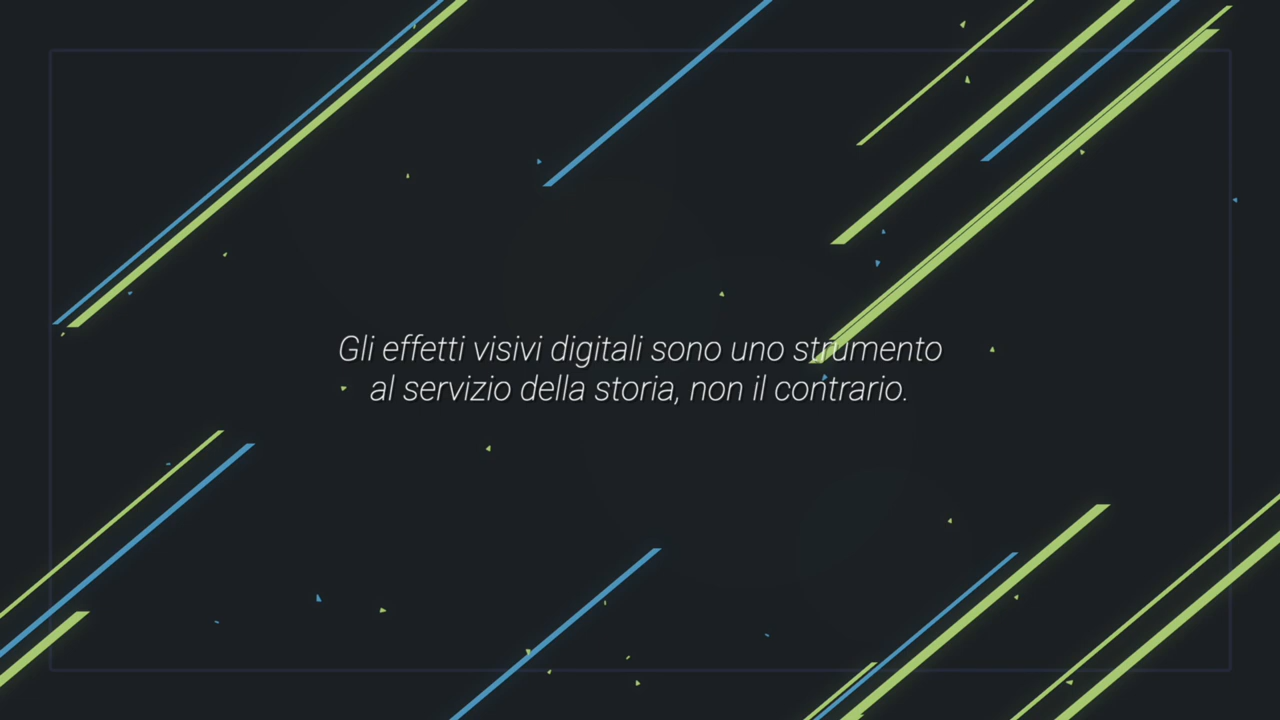 Gli effetti visivi digitali sono uno strumento
al servizio della storia, non il contrario.